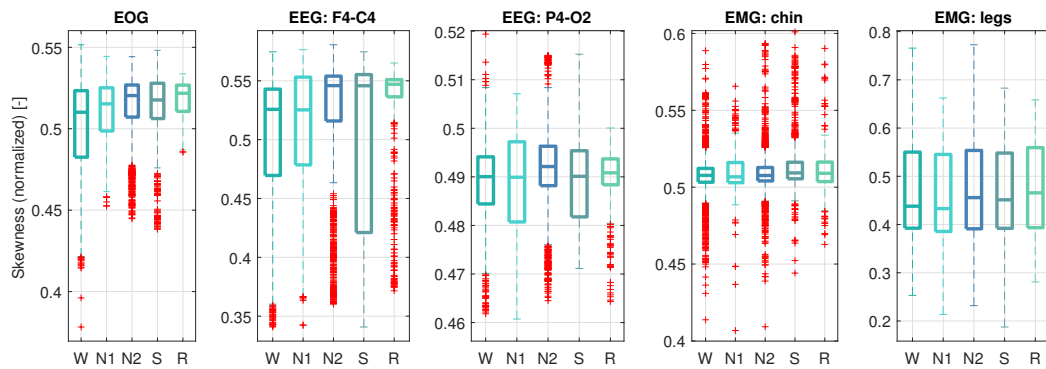 EOG
EEG: F4-C4
EEG: P4-O2
EMG: chin
EMG: legs
Skewness (normalized) [-]
0.55
0.5
0.45
0.4
W N1 N2 S R
0.55
0.5
0.45
0.4
0.35
W N1 N2 S R
0.52
0.51
0.5
0.49
0.48
0.47
0.46
W N1 N2 S R
0.6
0.55
0.5
0.45
0.4
W N1 N2 S R
0.8
0.7
0.6
0.5
0.4
0.3
0.2
W N1 N2 S R